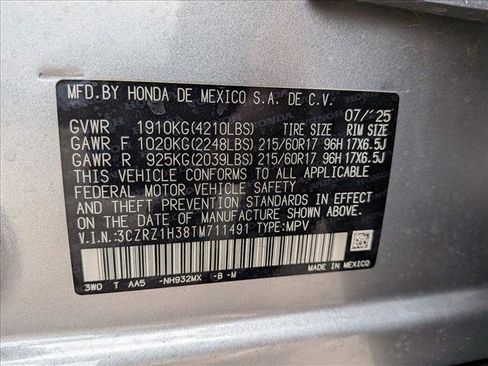 MFD.BY HONDA DE MEXICO S.A. DE C.V.
07/'25
GVWR 1910KG(4210LBS) TIRE SIZE RIM SIZE
GAWR F 1020KG(2248LBS) 215/60R17 96H 17X6.5J
GAWR R 925KG(2039LBS) 215/60R17 96H 17X6.5J
THIS VEHICLE CONFORMS TO ALL APPLICABLE
FEDERAL MOTOR VEHICLE SAFETY
AND THEFT PREVENTION STANDARDS
IN EFFECT ON THE DATE OF MANUFACTURE SHOWN ABOVE.
V.I.N.:3CZRZ1H38TM711491 TYPE:MPV
3WO T AA5 -NH932MX -B -M
MADE IN MEXICO